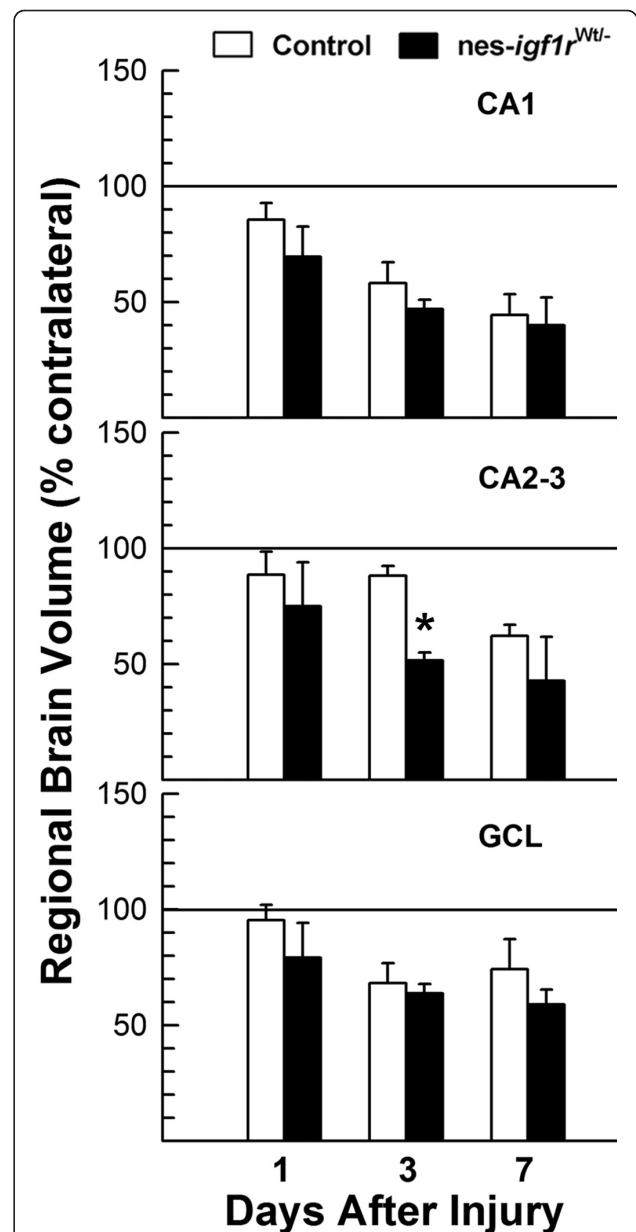 Control nes-igf1r^Wt/-
150
CA1
100
50
150
CA2-3
100
*
50
150
GCL
100
50
1 3 7
Days After Injury
Regional Brain Volume (% contralateral)